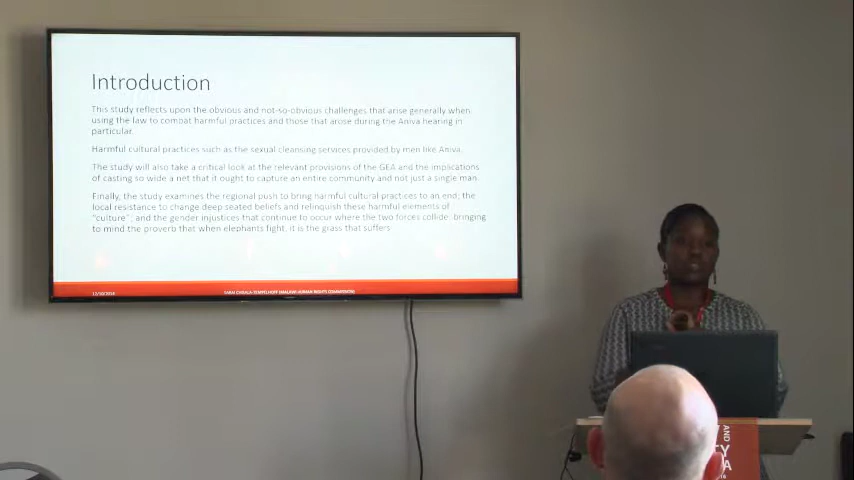 Introduction
This study reflects upon the obvious and not-so-obvious challenges that arise generally when
using the law to combat harmful practices and those that arose during the Aniva hearing in
particular.
Harmful cultural practices such as the sexual cleansing services provided by men like Aniva.
The study will also take a critical look at the relevant provisions of the GEA and the implications
of casting so wide a net that it ought to capture an entire community and not just a single man.
Finally, the study examines the regional push to bring harmful cultural practices to an end; the
local resistance to change deep seated beliefs and relinquish these harmful elements of
"culture"; and the gender injustices that continue to occur where the two forces collide; bringing
to mind the proverb that when elephants fight, it is the grass that suffers
(MALAWI HUMAN RIGHTS COMMISSION)
AND